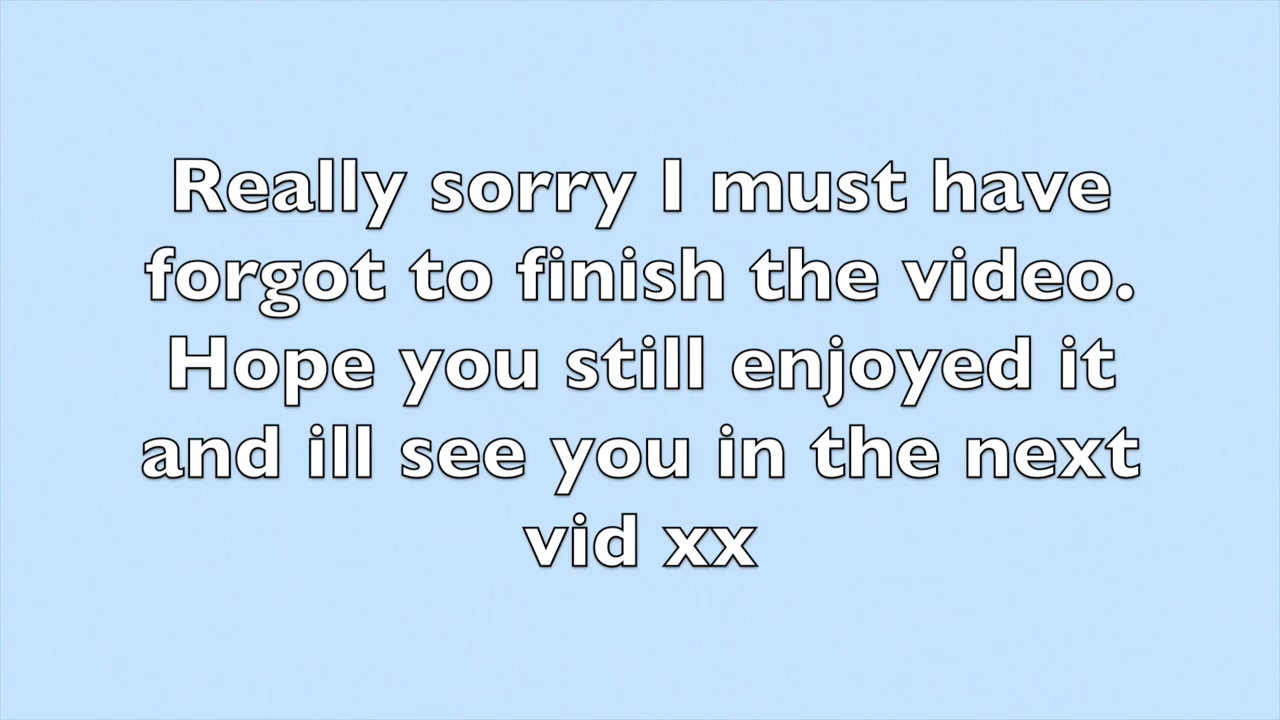 Really sorry I must have
forgot to finish the video.
Hope you still enjoyed it
and ill see you in the next
vid xx